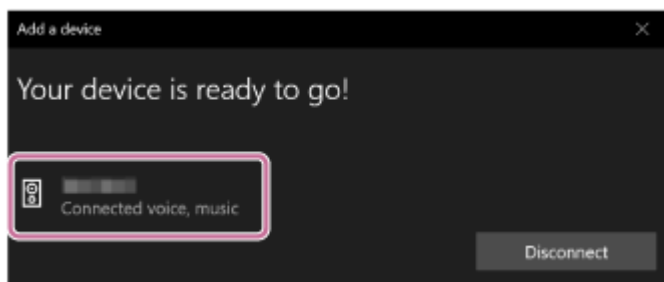 Add a device
Your device is ready to go!
Connected voice, music
Disconnect